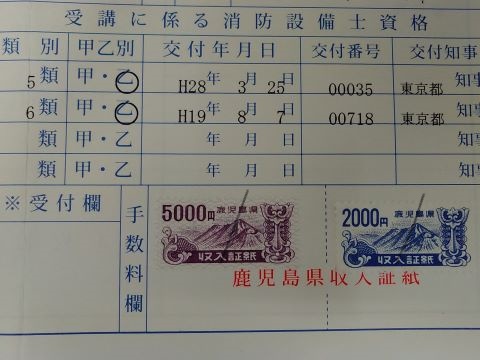 受講に係る消防設備士資格
類別 甲乙別 交付年月日 交付番号 交付知事
5類 甲・乙 H28年 3月 25日 00035 東京都 知事
6類 甲・乙 H19年 8月 7日 00718 東京都 知事
類 甲・乙 年 月 日 知事
類 甲・乙 年 月 日 知事
※受付欄
手数料欄
5000円 鹿児島県
収入証紙
2000円 鹿児島県
収入証紙
鹿児島県収入証紙